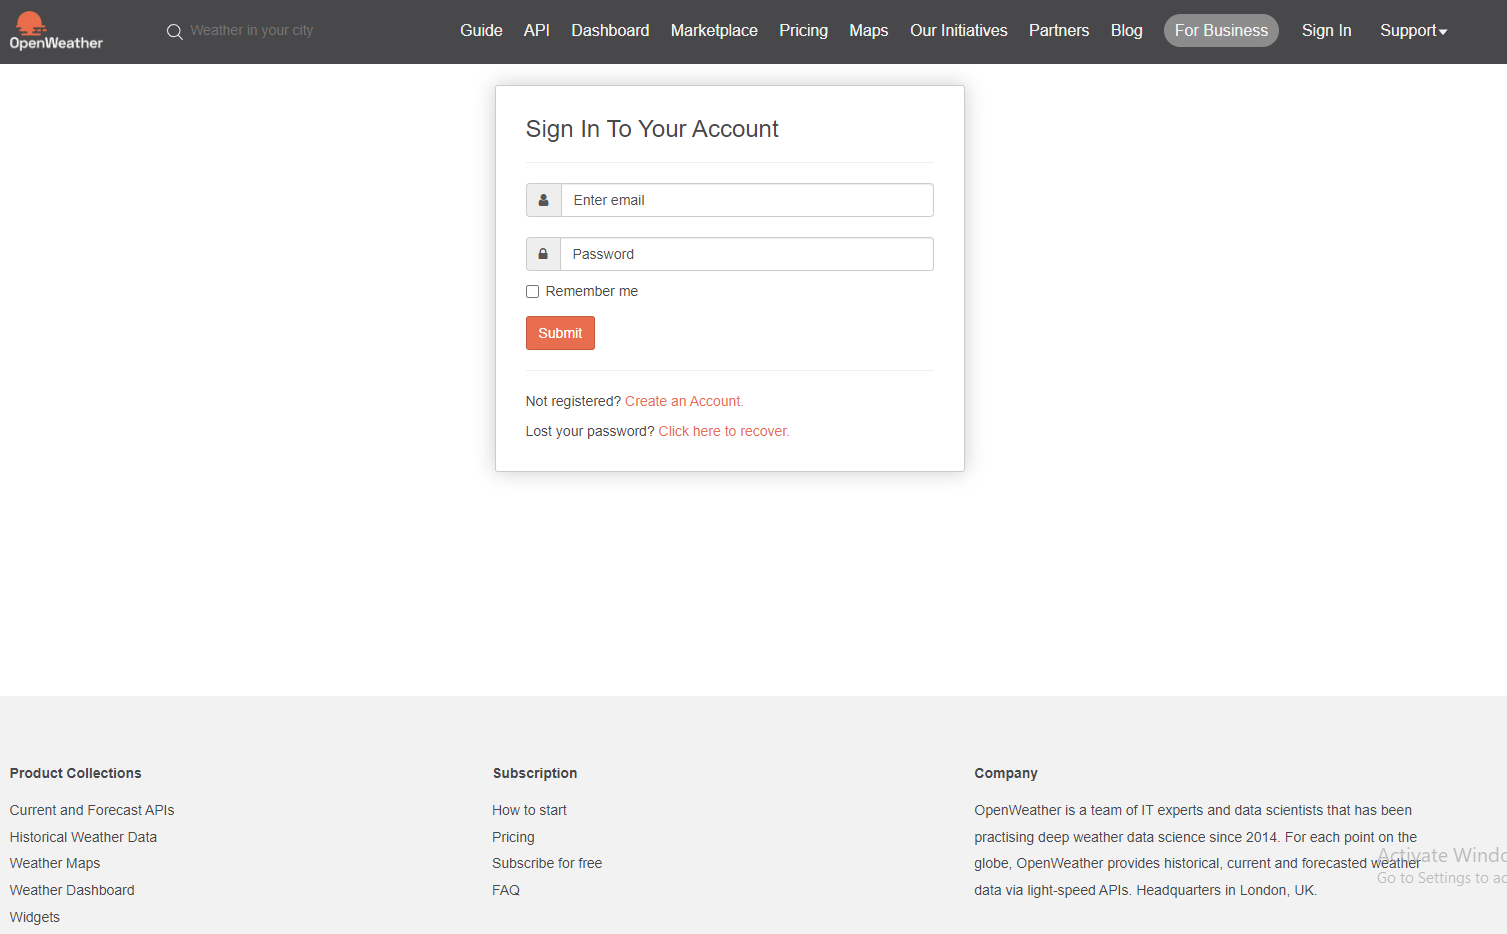 OpenWeather
Weather in your city
Guide API Dashboard Marketplace Pricing Maps Our Initiatives Partners Blog For Business Sign In Support
Sign In To Your Account
Enter email
Password
Remember me
Submit
Not registered? Create an Account.
Lost your password? Click here to recover.
Product Collections
Current and Forecast APIs
Historical Weather Data
Weather Maps
Weather Dashboard
Widgets
Subscription
How to start
Pricing
Subscribe for free
FAQ
Company
OpenWeather is a team of IT experts and data scientists that has been
practising deep weather data science since 2014. For each point on the
globe, OpenWeather provides historical, current and forecasted weather
data via light-speed APIs. Headquarters in London, UK.
Activate Windo
Go to Settings to ac